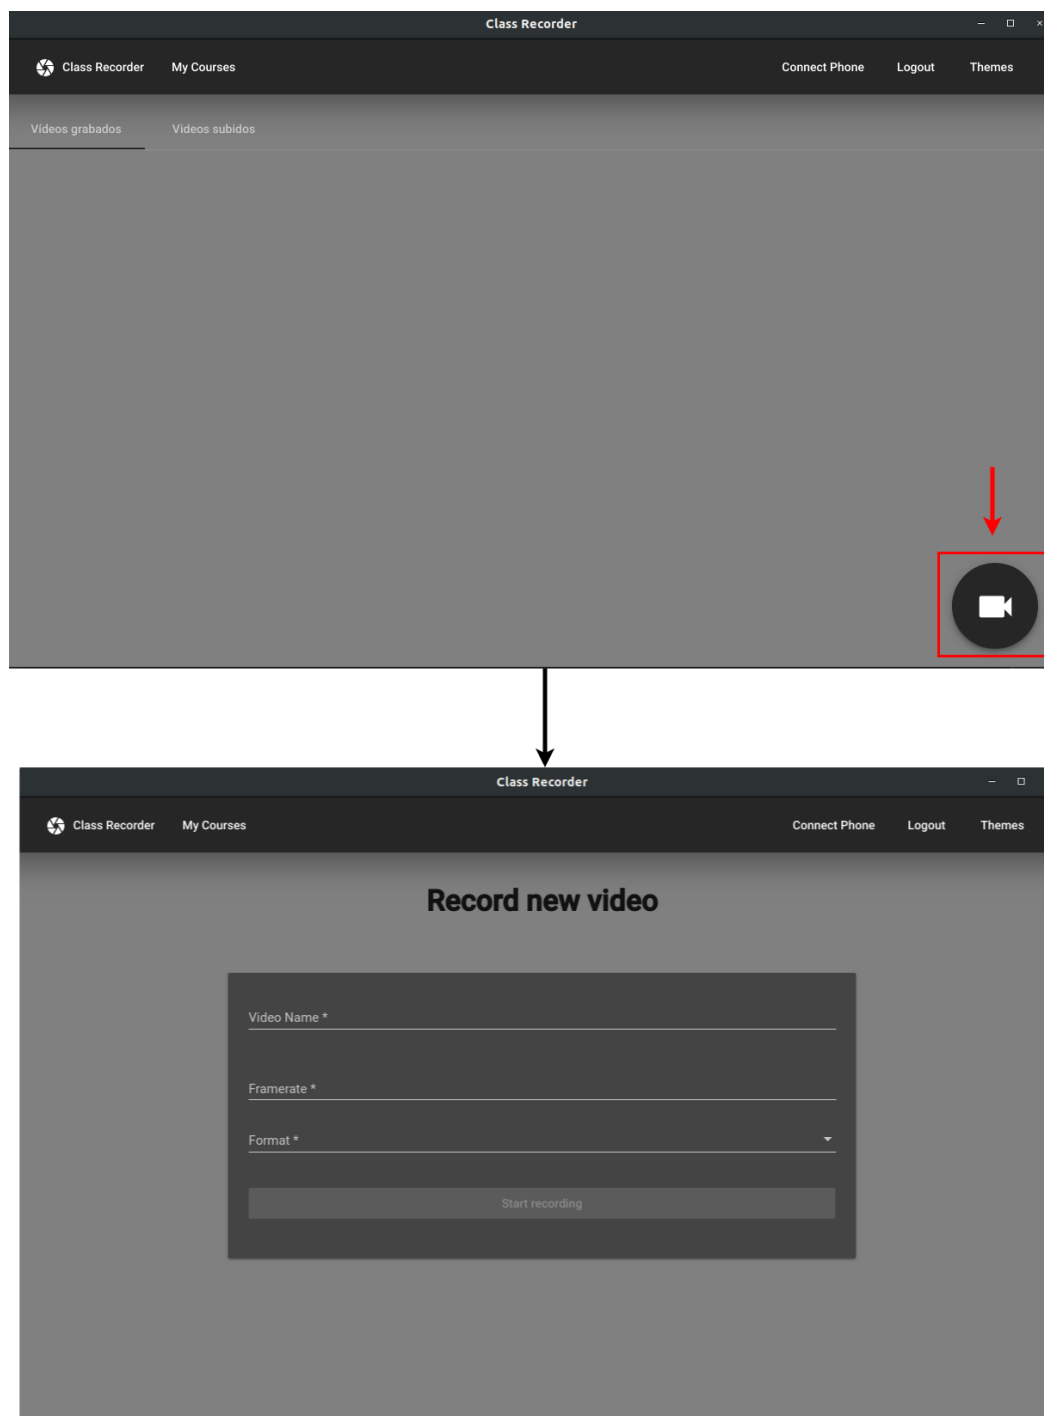 Class Recorder
Class Recorder My Courses Connect Phone Logout Themes
Vídeos grabados Videos subidos
Class Recorder
Class Recorder My Courses Connect Phone Logout Themes
Record new video
Video Name *
Framerate *
Format *
Start recording